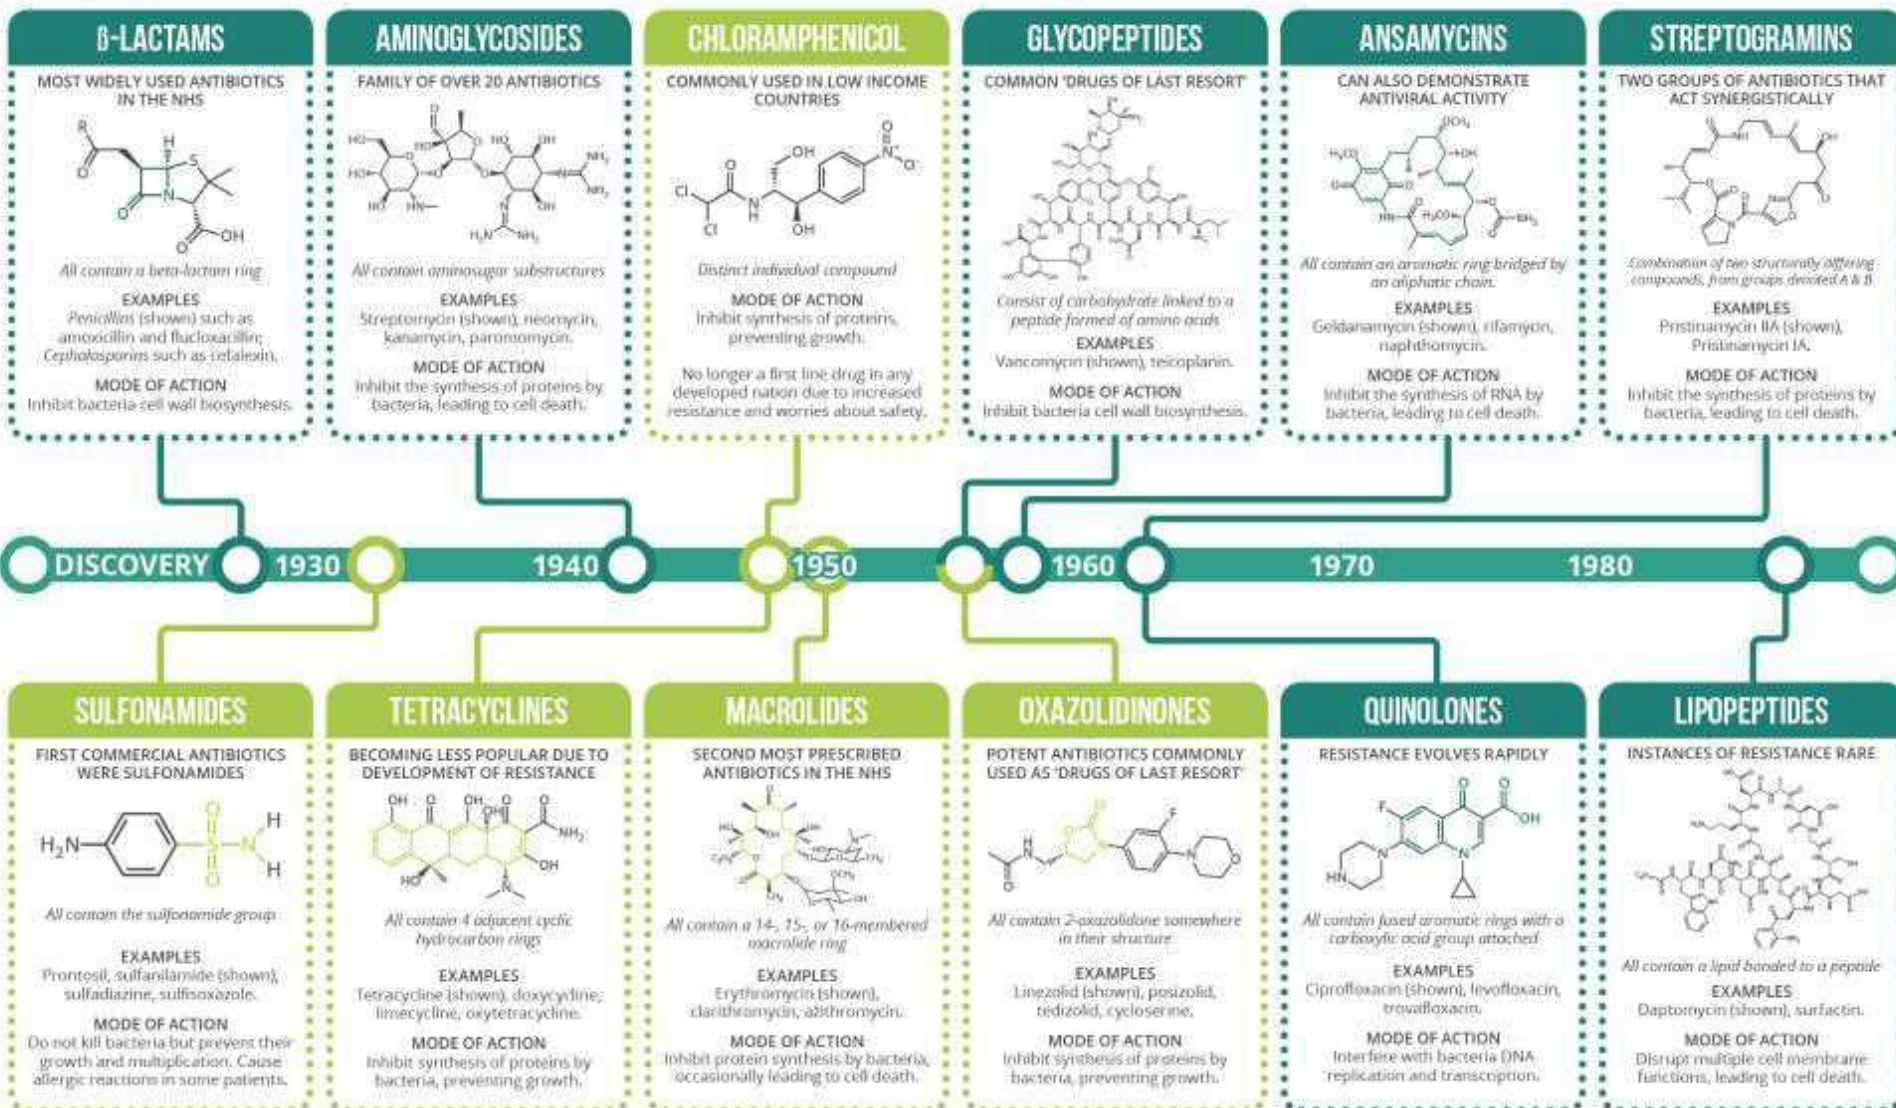 β-LACTAMS
MOST WIDELY USED ANTIBIOTICS
IN THE NHS
All contain a beta-lactam ring
EXAMPLES
Penicillins (shown) such as
amoxicillin and flucloxacillin;
Cephalosporins such as cefalexin.
MODE OF ACTION
Inhibit bacteria cell wall biosynthesis.
AMINOGLYCOSIDES
FAMILY OF OVER 20 ANTIBIOTICS
All contain aminosugar substructures
EXAMPLES
Streptomycin (shown), neomycin,
kanamycin, paromomycin.
MODE OF ACTION
Inhibit the synthesis of proteins by
bacteria, leading to cell death.
CHLORAMPHENICOL
COMMONLY USED IN LOW INCOME
COUNTRIES
Distinct individual compound
MODE OF ACTION
Inhibit synthesis of proteins,
preventing growth.
No longer a first line drug in any
developed nation due to increased
resistance and worries about safety.
GLYCOPEPTIDES
COMMON 'DRUGS OF LAST RESORT'
Consist of carbohydrate linked to a
peptide formed of amino acids
EXAMPLES
Vancomycin (shown), teicoplanin.
MODE OF ACTION
Inhibit bacteria cell wall biosynthesis.
ANSAMYCINS
CAN ALSO DEMONSTRATE
ANTIVIRAL ACTIVITY
All contain an aromatic ring bridged by
an aliphatic chain.
EXAMPLES
Geldanamycin (shown), rifamycin,
naphthomycin.
MODE OF ACTION
Inhibit the synthesis of RNA by
bacteria, leading to cell death.
STREPTOGRAMINS
TWO GROUPS OF ANTIBIOTICS THAT
ACT SYNERGISTICALLY
Combination of two structurally differing
compounds, from groups denoted A & B
EXAMPLES
Pristinamycin IIA (shown),
Pristinamycin IA.
MODE OF ACTION
Inhibit the synthesis of proteins by
bacteria, leading to cell death.
DISCOVERY 1930 1940 1950 1960 1970 1980
SULFONAMIDES
FIRST COMMERCIAL ANTIBIOTICS
WERE SULFONAMIDES
All contain the sulfonamide group
EXAMPLES
Prontosil, sulfanilamide (shown),
sulfadiazine, sulfisoxazole.
MODE OF ACTION
Do not kill bacteria but prevent their
growth and multiplication. Cause
allergic reactions in some patients.
TETRACYCLINES
BECOMING LESS POPULAR DUE TO
DEVELOPMENT OF RESISTANCE
All contain 4 adjacent cyclic
hydrocarbon rings
EXAMPLES
Tetracycline (shown), doxycycline,
limecycline, oxytetracycline.
MODE OF ACTION
Inhibit synthesis of proteins by
bacteria, preventing growth.
MACROLIDES
SECOND MOST PRESCRIBED
ANTIBIOTICS IN THE NHS
All contain a 14-, 15-, or 16-membered
macrolide ring
EXAMPLES
Erythromycin (shown),
clarithromycin, azithromycin.
MODE OF ACTION
Inhibit protein synthesis by bacteria,
occasionally leading to cell death.
OXAZOLIDINONES
POTENT ANTIBIOTICS COMMONLY
USED AS 'DRUGS OF LAST RESORT'
All contain 2-oxazolidone somewhere
in their structure
EXAMPLES
Linezolid (shown), posizolid,
tedizolid, cycloserine.
MODE OF ACTION
Inhibit synthesis of proteins by
bacteria, preventing growth.
QUINOLONES
RESISTANCE EVOLVES RAPIDLY
All contain fused aromatic rings with a
carboxylic acid group attached
EXAMPLES
Ciprofloxacin (shown), levofloxacin,
trovafloxacin.
MODE OF ACTION
Interfere with bacteria DNA
replication and transcription.
LIPOPEPTIDES
INSTANCES OF RESISTANCE RARE
All contain a lipid bonded to a peptide
EXAMPLES
Daptomycin (shown), surfactin.
MODE OF ACTION
Disrupt multiple cell membrane
functions, leading to cell death.